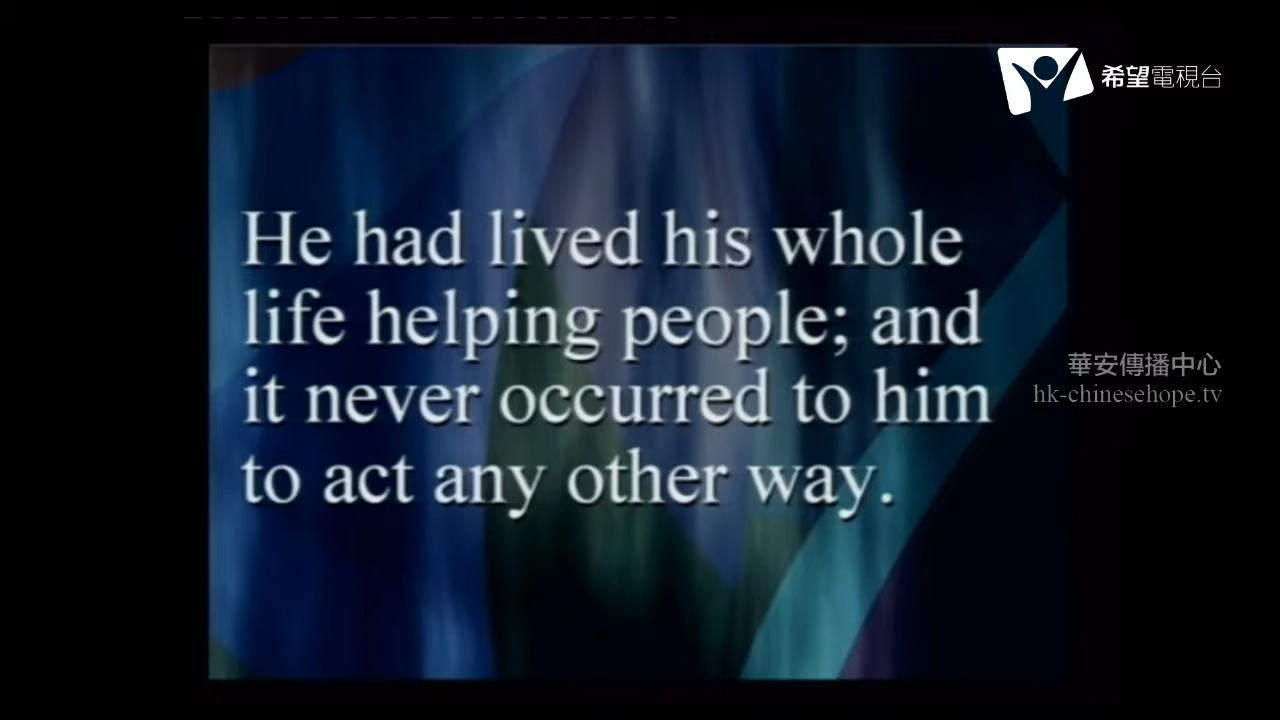 希望電視台
He had lived his whole
life helping people; and
it never occurred to him
to act any other way.
華安傳播中心
hk-chinesehope.tv